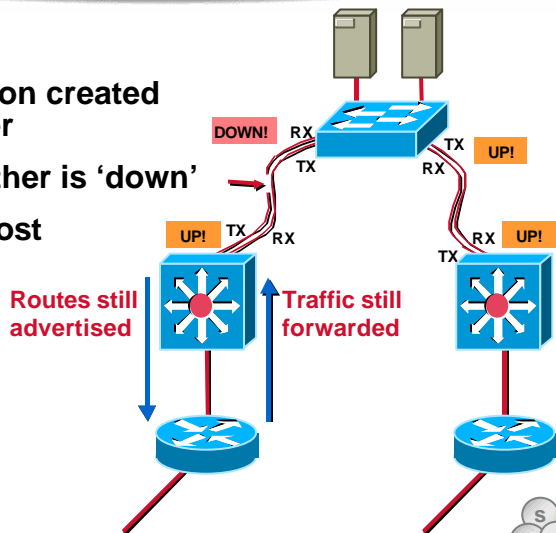 on created
r
ther is ‘down’
ost
DOWN!
RX
TX
TX
RX
UP!
UP!
TX
RX
RX
TX
UP!
Routes still
advertised
Traffic still
forwarded
S